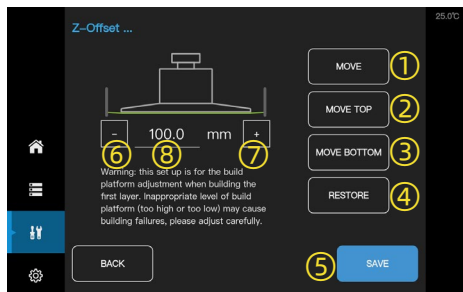 25.0℃
Z-Offset ...
MOVE ①
MOVE TOP ②
- 100.0 mm +
⑥ ⑧ ⑦
MOVE BOTTOM ③
Warning: this set up is for the build
platform adjustment when building the
first layer. Inappropriate level of build
platform (too high or too low) may cause
building failures, please adjust carefully.
RESTORE ④
BACK
⑤ SAVE